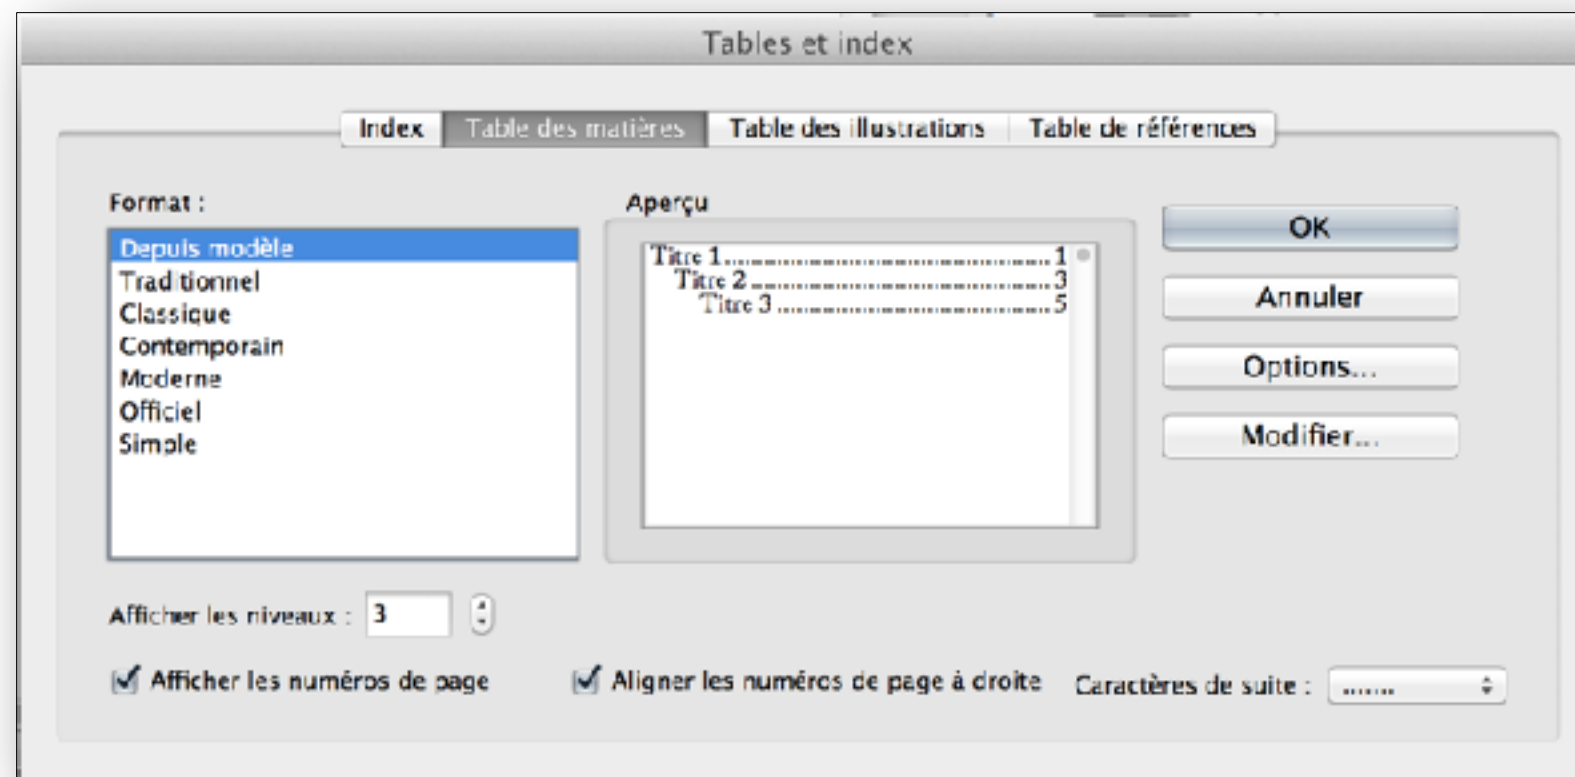 Tables et index
Index Table des matières Table des illustrations Table de références
Format :
Depuis modèle
Traditionnel
Classique
Contemporain
Moderne
Officiel
Simple
Aperçu
Titre 1........................................................1
Titre 2....................................................3
Titre 3................................................5
OK
Annuler
Options...
Modifier...
Afficher les niveaux : 3
Afficher les numéros de page
Aligner les numéros de page à droite
Caractères de suite : .......